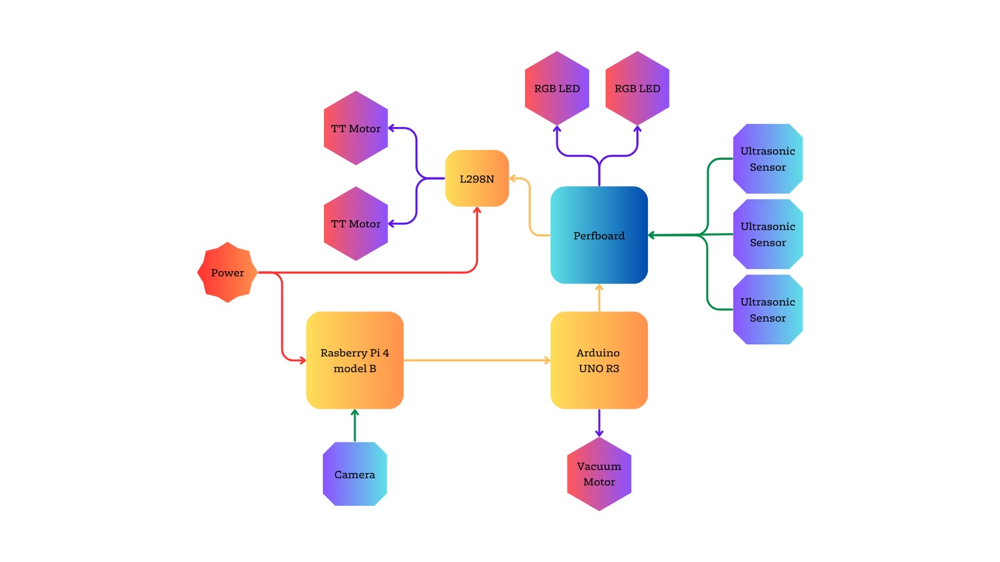 RGB LED
RGB LED
TT Motor
Ultrasonic
Sensor
L298N
TT Motor
Perfboard
Ultrasonic
Sensor
Power
Ultrasonic
Sensor
Rasberry Pi 4
model B
Arduino
UNO R3
Camera
Vacuum
Motor